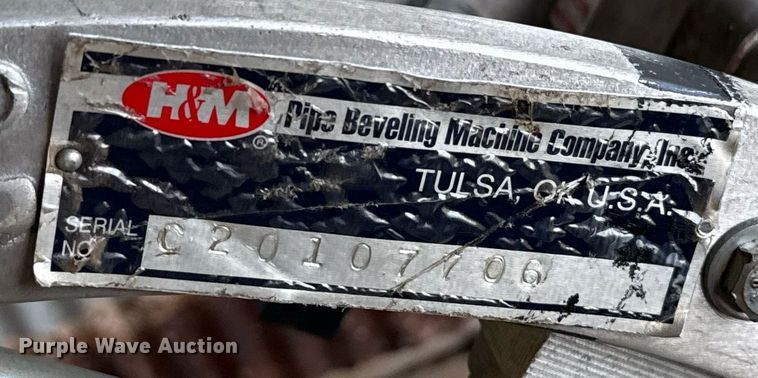 H&M®
Pipe Beveling Machine Company, Inc.
TULSA, OK U.S.A.
SERIAL NO
C20107706
Purple Wave Auction